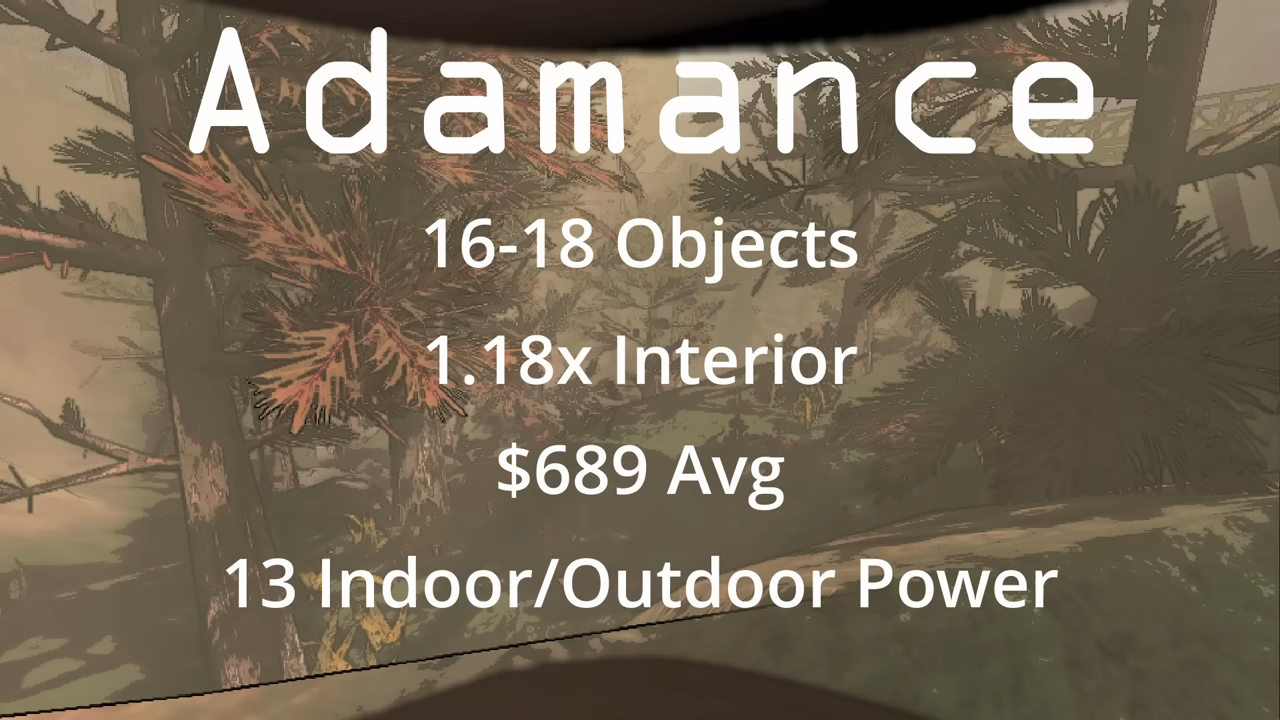 Adamance
16-18 Objects
1.18x Interior
$689 Avg
13 Indoor/Outdoor Power